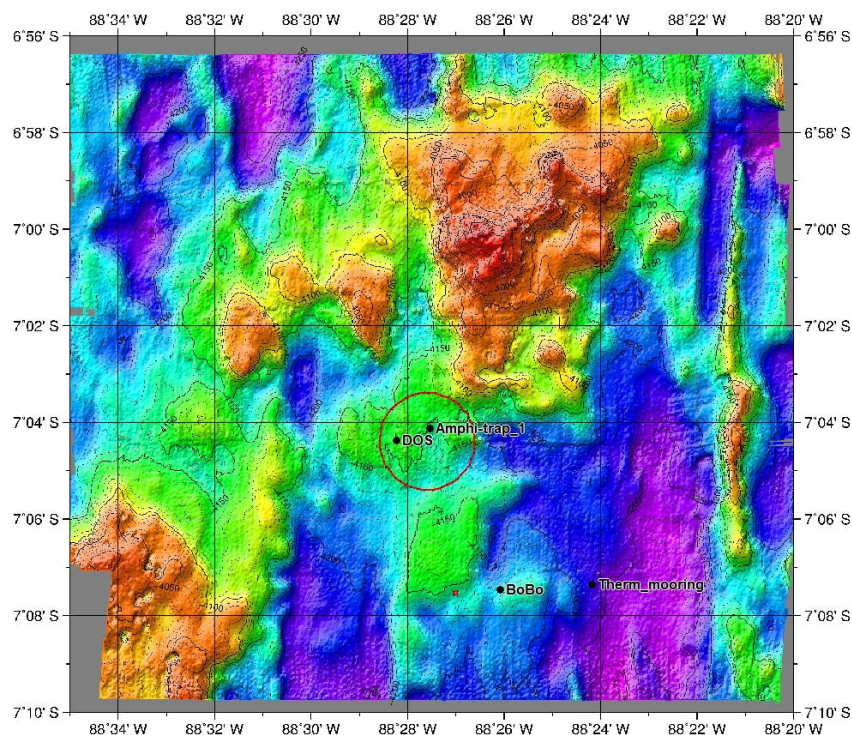 88˚34' W 88˚32' W 88˚30' W 88˚28' W 88˚26' W 88˚24' W 88˚22' W 88˚20' W
6˚56' S 6˚56' S
6˚58' S 6˚58' S
7˚00' S 7˚00' S
7˚02' S 7˚02' S
7˚04' S 7˚04' S
Amphi-trap_1
DOS
7˚06' S 7˚06' S
Therm_mooring
BoBo
7˚08' S 7˚08' S
7˚10' S 7˚10' S
88˚34' W 88˚32' W 88˚30' W 88˚28' W 88˚26' W 88˚24' W 88˚22' W 88˚20' W